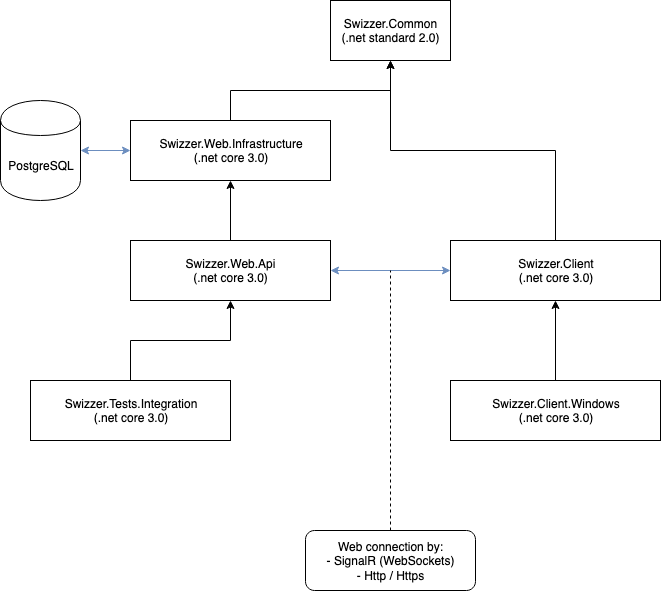 Swizzer.Common
(.net standard 2.0)
Swizzer.Web.Infrastructure
(.net core 3.0)
PostgreSQL
Swizzer.Web.Api
(.net core 3.0)
Swizzer.Client
(.net core 3.0)
Swizzer.Tests.Integration
(.net core 3.0)
Swizzer.Client.Windows
(.net core 3.0)
Web connection by:
- SignalR (WebSockets)
- Http / Https